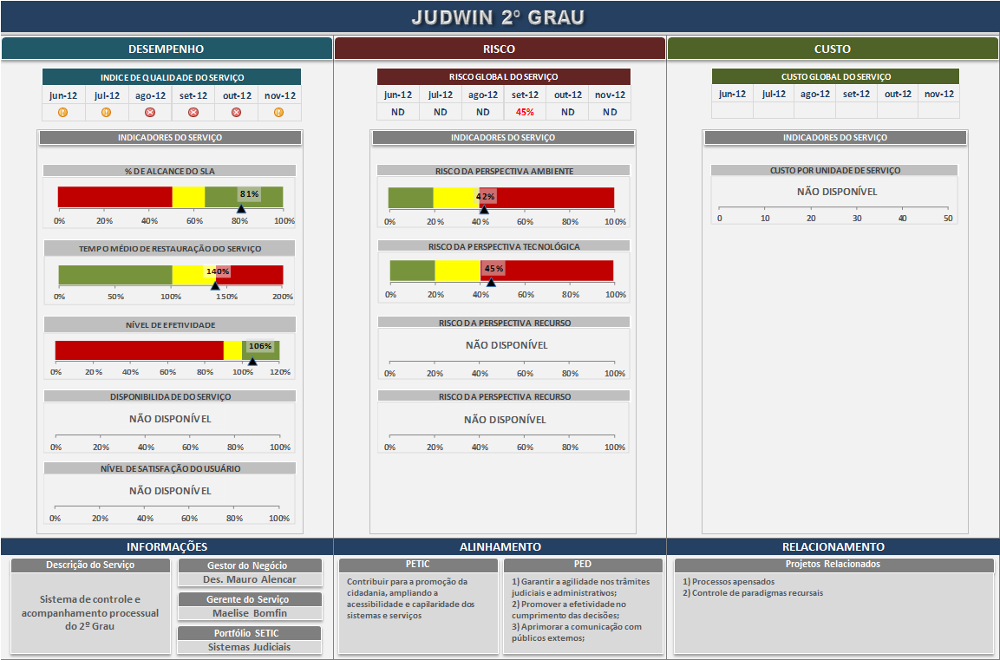 JUDWIN 2º GRAU
DESEMPENHO
INDICE DE QUALIDADE DO SERVIÇO
jun-12 jul-12 ago-12 set-12 out-12 nov-12
INDICADORES DO SERVIÇO
% DE ALCANCE DO SLA
81%
0% 20% 40% 60% 80% 100%
TEMPO MÉDIO DE RESTAURAÇÃO DO SERVIÇO
140%
0% 50% 100% 150% 200%
NÍVEL DE EFETIVIDADE
106%
0% 20% 40% 60% 80% 100% 120%
DISPONIBILIDADE DO SERVIÇO
NÃO DISPONÍVEL
0% 20% 40% 60% 80% 100%
NÍVEL DE SATISFAÇÃO DO USUÁRIO
NÃO DISPONÍVEL
0% 20% 40% 60% 80% 100%
RISCO
RISCO GLOBAL DO SERVIÇO
jun-12 jul-12 ago-12 set-12 out-12 nov-12
ND ND ND 45% ND ND
INDICADORES DO SERVIÇO
RISCO DA PERSPECTIVA AMBIENTE
42%
0% 20% 40% 60% 80% 100%
RISCO DA PERSPECTIVA TECNOLÓGICA
45%
0% 20% 40% 60% 80% 100%
RISCO DA PERSPECTIVA RECURSO
NÃO DISPONÍVEL
0% 20% 40% 60% 80% 100%
RISCO DA PERSPECTIVA RECURSO
NÃO DISPONÍVEL
0% 20% 40% 60% 80% 100%
CUSTO
CUSTO GLOBAL DO SERVIÇO
jun-12 jul-12 ago-12 set-12 out-12 nov-12
INDICADORES DO SERVIÇO
CUSTO POR UNIDADE DE SERVIÇO
NÃO DISPONÍVEL
0 10 20 30 40 50
INFORMAÇÕES
Descrição do Serviço
Sistema de controle e
acompanhamento processual
do 2º Grau
Gestor do Negócio
Des. Mauro Alencar
Gerente do Serviço
Maelise Bomfin
Portfólio SETIC
Sistemas Judiciais
ALINHAMENTO
PETIC
Contribuir para a promoção da
cidadania, ampliando a
acessibilidade e capilaridade dos
sistemas e serviços
PED
1) Garantir a agilidade nos trâmites
judiciais e administrativos;
2) Promover a efetividade no
cumprimento das decisões;
3) Aprimorar a comunicação com
públicos externos;
RELACIONAMENTO
Projetos Relacionados
1) Processos apensados
2) Controle de paradigmas recursais